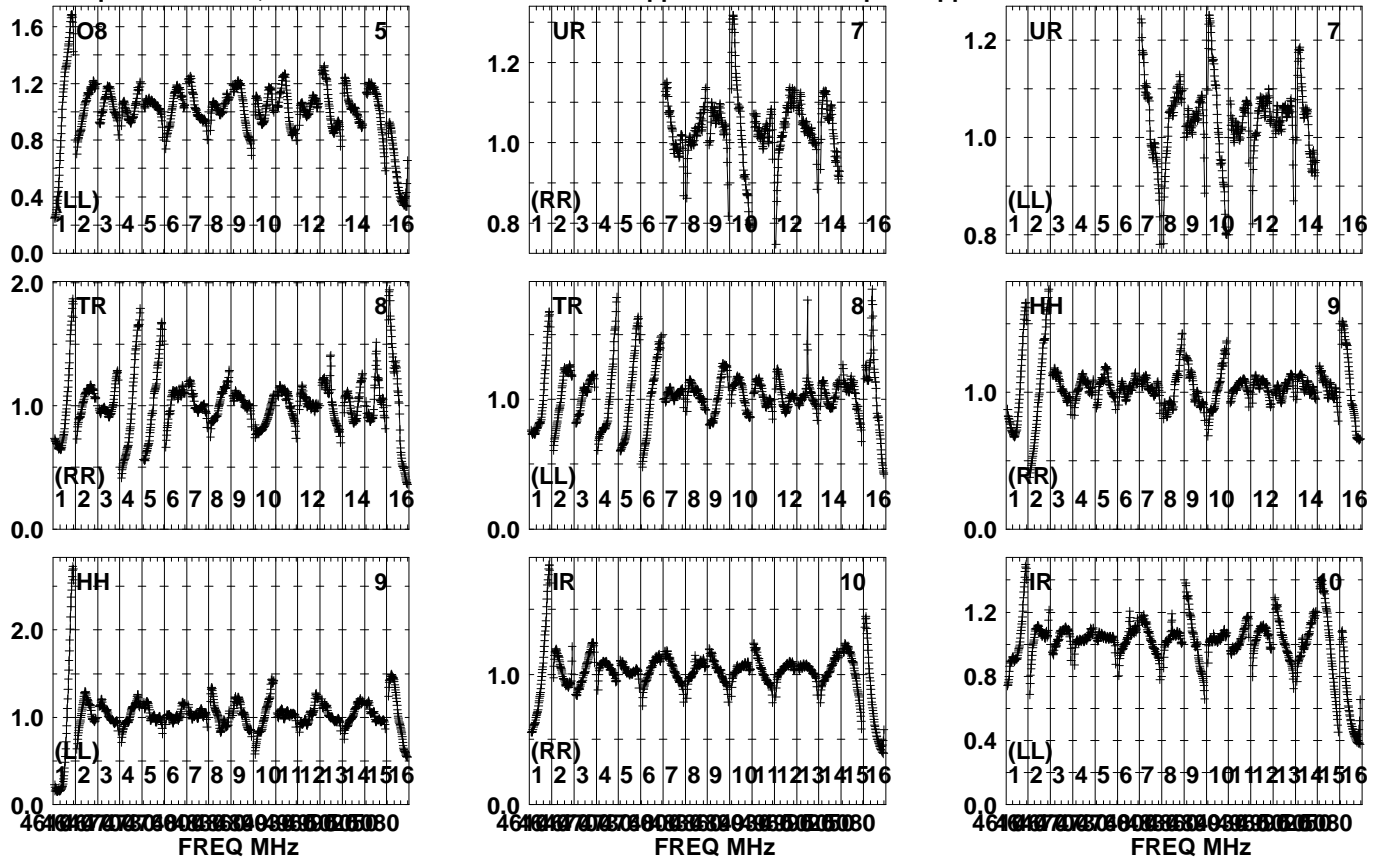 1.6 O8 5
1.2
0.8
0.4 (LL)
1 2 3 4 5 6 7 8 9 10 12 14 16
0.0
UR 7
1.2
1.0
(RR)
0.8 1 2 3 4 5 6 7 8 9 10 12 14 16
UR 7
1.2
1.0
(LL)
0.8 1 2 3 4 5 6 7 8 9 10 12 14 16
2.0 TR 8
1.0
(RR)
1 2 3 4 5 6 7 8 9 10 12 14 16
0.0
TR 8
1.0
(LL)
1 2 3 4 5 6 7 8 9 10 12 14 16
0.0
HH 9
1.0
(RR)
1 2 3 4 5 6 7 8 9 10 12 14 16
0.0
HH 9
2.0
1.0
(LL)
1 2 3 4 5 6 7 8 9 10 11 12 13 15 16
0.0
FREQ MHz
IR 10
1.0
(RR)
1 2 3 4 5 6 7 8 9 10 11 12 13 15 16
0.0
FREQ MHz
IR 10
1.2
0.8
0.4 (LL)
1 2 3 4 5 6 7 8 9 10 11 12 13 14 15 16
0.0
FREQ MHz